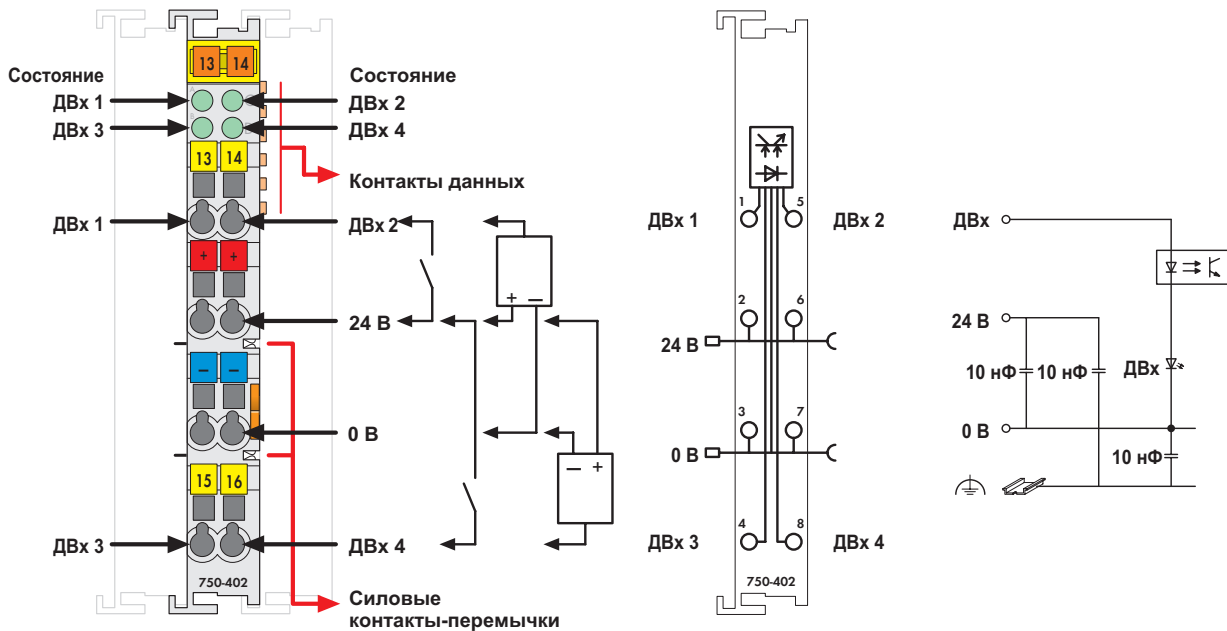 13 14
Состояние
ДВх 1
ДВх 3
Состояние
ДВх 2
ДВх 4
A
B
13 14
Контакты данных
ДВх 1
ДВх 2
+ +
+ −
24 В
− −
0 В
− +
15 16
ДВх 3
ДВх 4
750-402
Силовые
контакты-перемычки
1 5
ДВх 1
ДВх 2
2 6
24 В
3 7
0 В
4 8
ДВх 3
ДВх 4
750-402
ДВх
24 В
10 нФ 10 нФ
ДВх
0 В
10 нФ